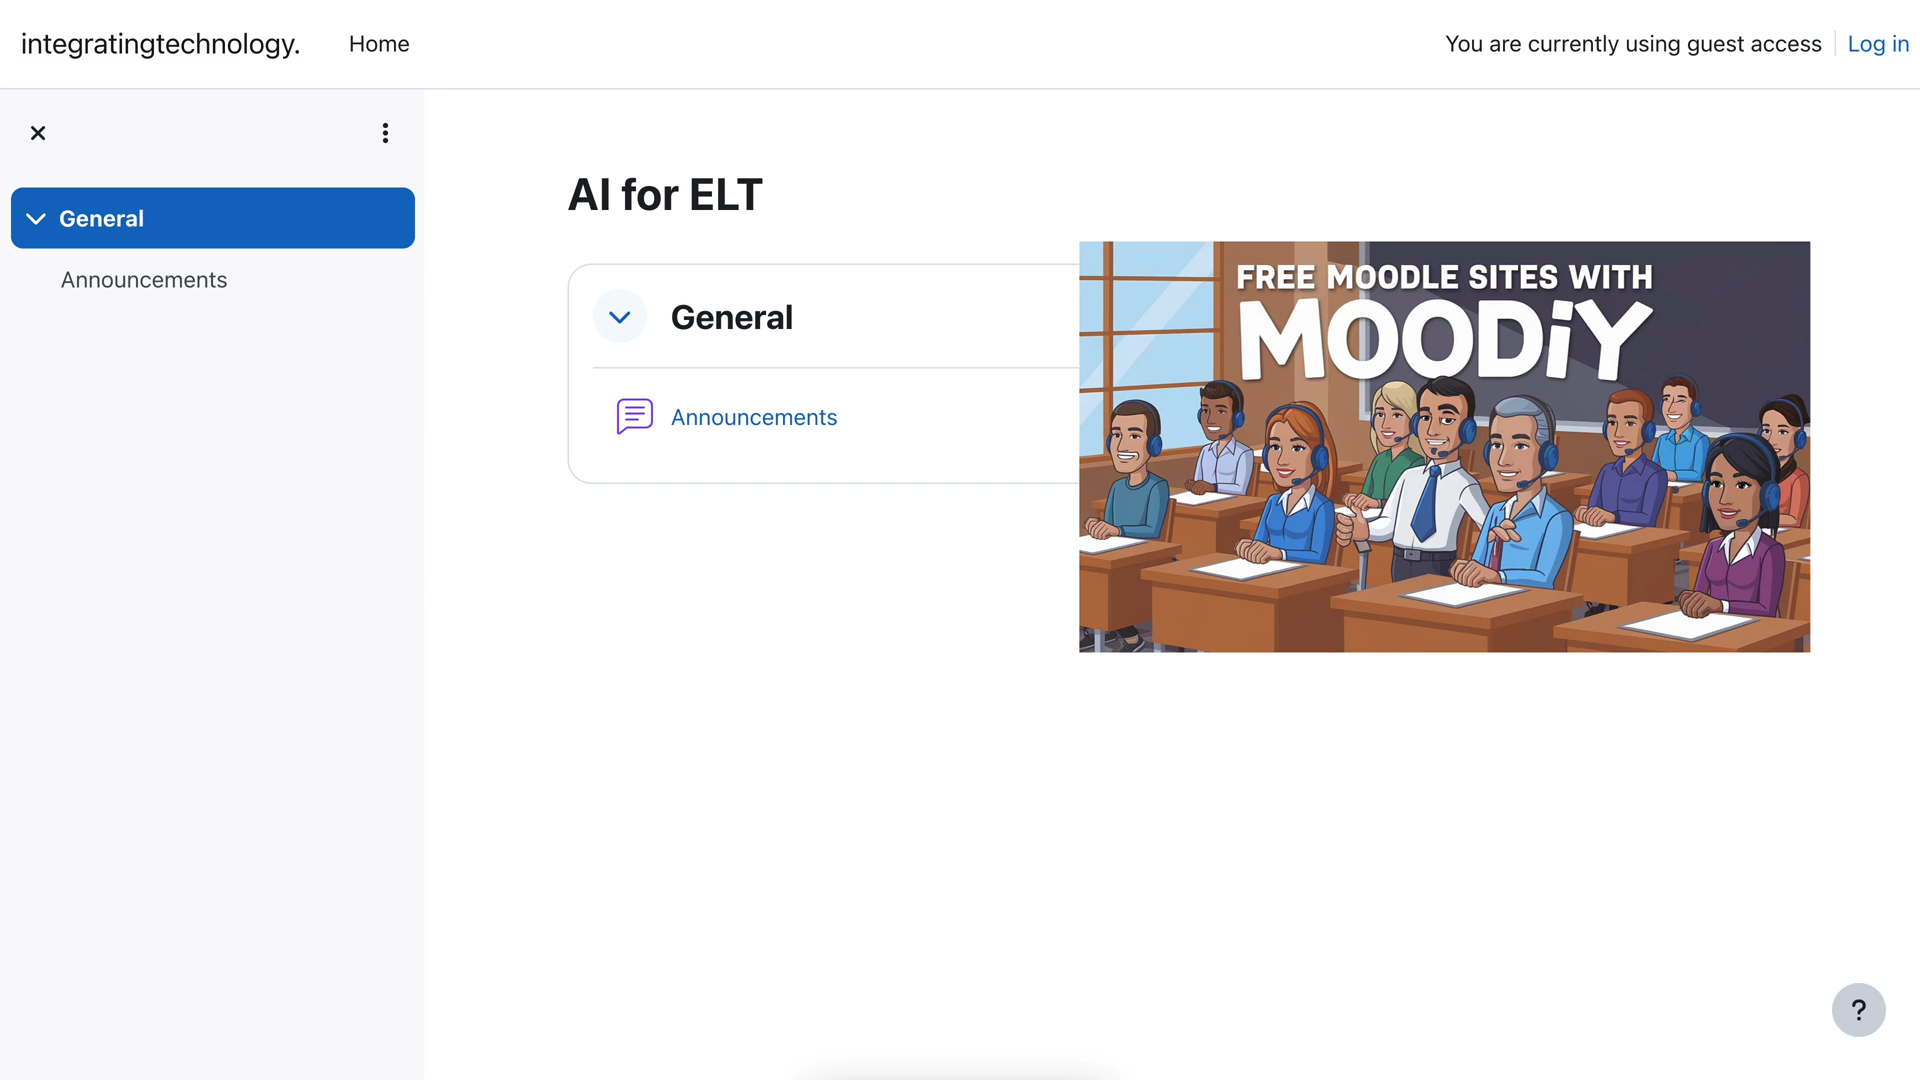 integratingtechnology.
Home
You are currently using guest access
Log in
General
Announcements
AI for ELT
General
Announcements
FREE MOODLE SITES WITH
MOODiY
?